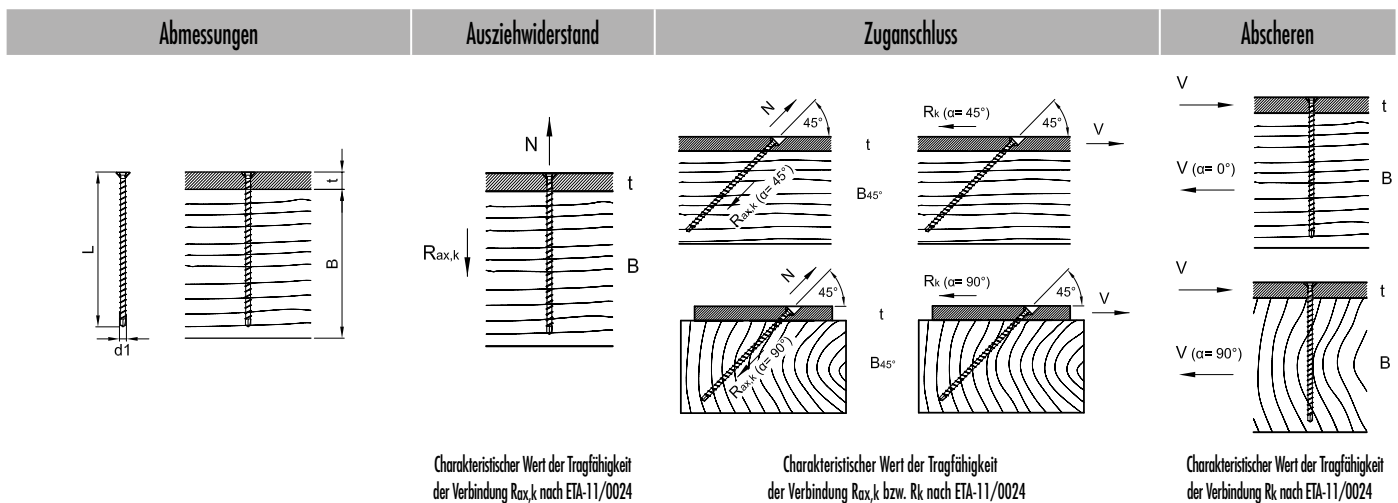 Abmessungen
Ausziehwiderstand
Zuganschluss
Abscheren
L
d1
t
B
N
Rax,k
t
B
N
45°
Rax,k (α= 45°)
t
B45°
Rk (α= 45°)
45°
V
N
45°
Rax,k (α= 90°)
t
B45°
Rk (α= 90°)
45°
V
V
t
V (α= 0°)
B
V
t
V (α= 90°)
B
Charakteristischer Wert der Tragfähigkeit
der Verbindung Rax,k nach ETA-11/0024
Charakteristischer Wert der Tragfähigkeit
der Verbindung Rax,k bzw. Rk nach ETA-11/0024
Charakteristischer Wert der Tragfähigkeit
der Verbindung Rk nach ETA-11/0024